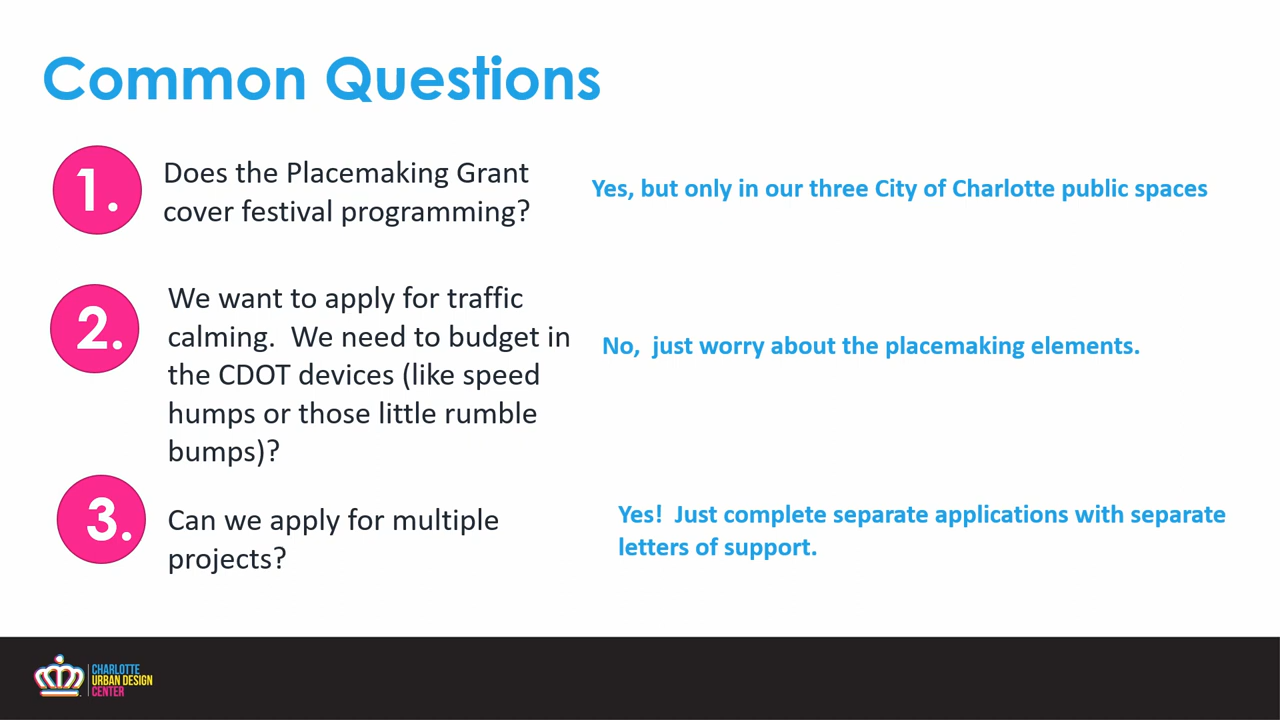 Common Questions
1.
Does the Placemaking Grant
cover festival programming?
Yes, but only in our three City of Charlotte public spaces
2.
We want to apply for traffic
calming.  We need to budget in
the CDOT devices (like speed
humps or those little rumble
bumps)?
No,  just worry about the placemaking elements.
3.
Can we apply for multiple
projects?
Yes!  Just complete separate applications with separate
letters of support.
CHARLOTTE
URBAN DESIGN
CENTER